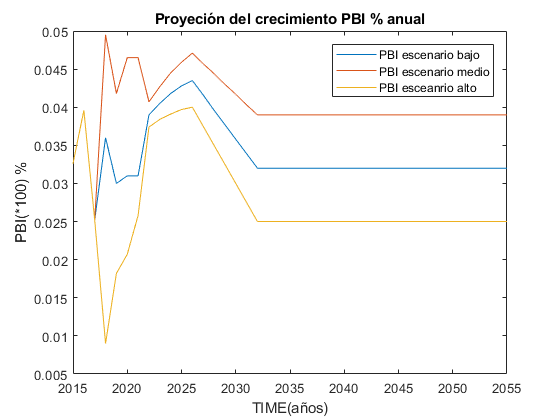 Proyeción del crecimiento PBI % anual
PBI escenario bajo
PBI escenario medio
PBI esceanrio alto
PBI(*100) %
0.05
0.045
0.04
0.035
0.03
0.025
0.02
0.015
0.01
0.005
2015 2020 2025 2030 2035 2040 2045 2050 2055
TIME(años)